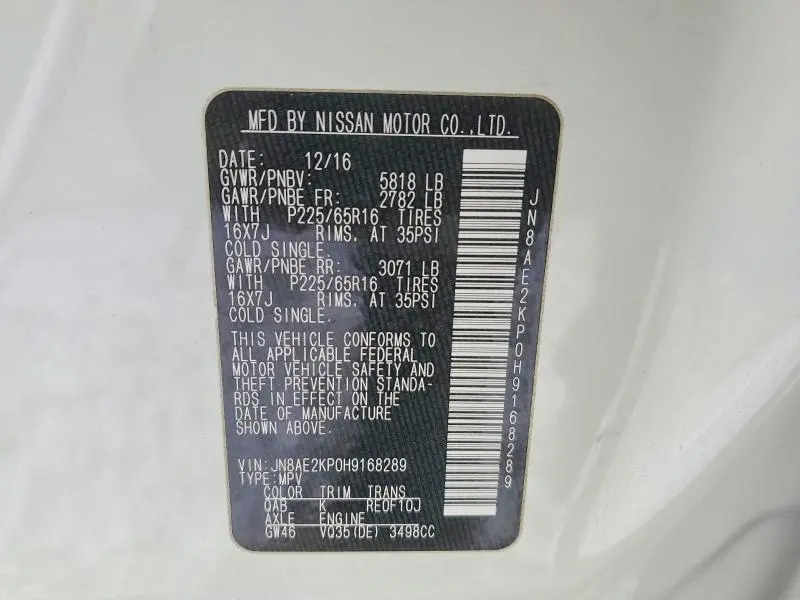 MFD BY NISSAN MOTOR CO.,LTD.
DATE: 12/16
GVWR/PNBV: 5818 LB
GAWR/PNBE FR: 2782 LB
WITH P225/65R16 TIRES
16X7J RIMS, AT 35PSI
COLD SINGLE.
GAWR/PNBE RR: 3071 LB
WITH P225/65R16 TIRES
16X7J RIMS, AT 35PSI
COLD SINGLE.
THIS VEHICLE CONFORMS TO
ALL APPLICABLE FEDERAL
MOTOR VEHICLE SAFETY AND
THEFT PREVENTION STANDA-
RDS IN EFFECT ON THE
DATE OF MANUFACTURE
SHOWN ABOVE.
VIN:JN8AE2KP0H9168289
TYPE:MPV
COLOR TRIM TRANS
QAB K RE0F10J
AXLE ENGINE
GW46 VQ35(DE) 3498CC
JN8AE2KP0H9168289